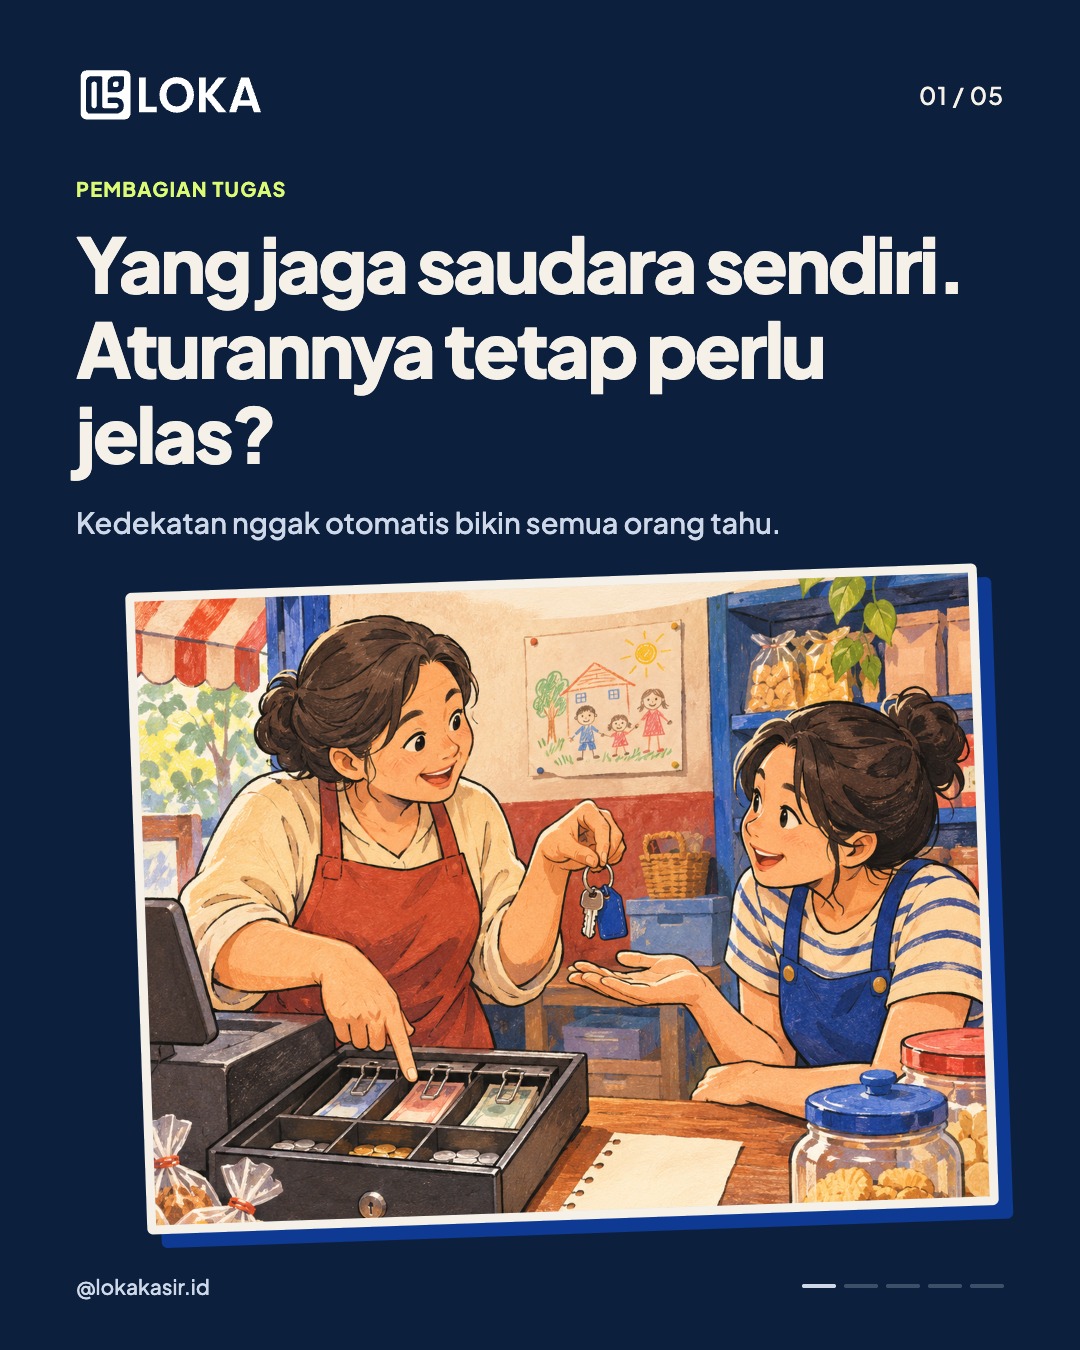 LOKA
01 / 05
PEMBAGIAN TUGAS
Yang jaga saudara sendiri.
Aturannya tetap perlu
jelas?
Kedekatan nggak otomatis bikin semua orang tahu.
@lokakasir.id